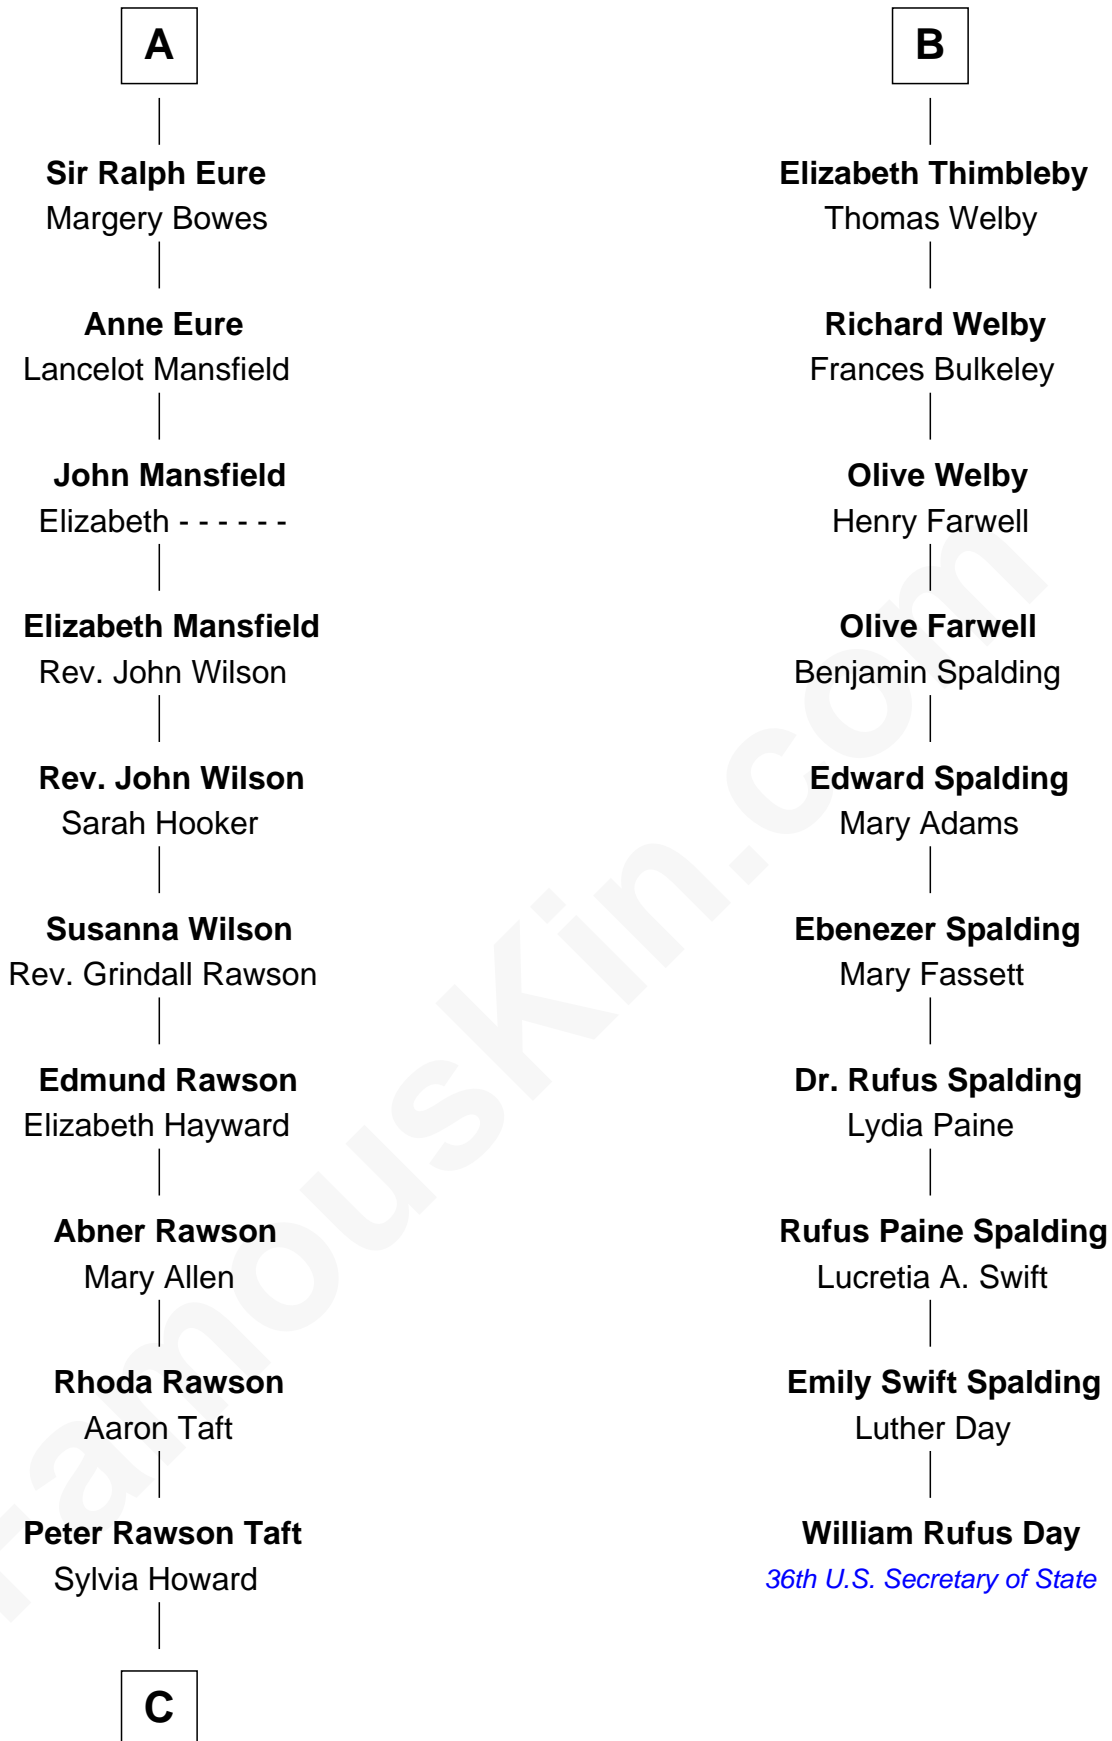 A
Sir Ralph Eure
Margery Bowes
Anne Eure
Lancelot Mansfield
John Mansfield
Elizabeth - - - - - -
Elizabeth Mansfield
Rev. John Wilson
Rev. John Wilson
Sarah Hooker
Susanna Wilson
Rev. Grindall Rawson
Edmund Rawson
Elizabeth Hayward
Abner Rawson
Mary Allen
Rhoda Rawson
Aaron Taft
Peter Rawson Taft
Sylvia Howard
C
B
Elizabeth Thimbleby
Thomas Welby
Richard Welby
Frances Bulkeley
Olive Welby
Henry Farwell
Olive Farwell
Benjamin Spalding
Edward Spalding
Mary Adams
Ebenezer Spalding
Mary Fassett
Dr. Rufus Spalding
Lydia Paine
Rufus Paine Spalding
Lucretia A. Swift
Emily Swift Spalding
Luther Day
William Rufus Day
36th U.S. Secretary of State
FamousKin.com